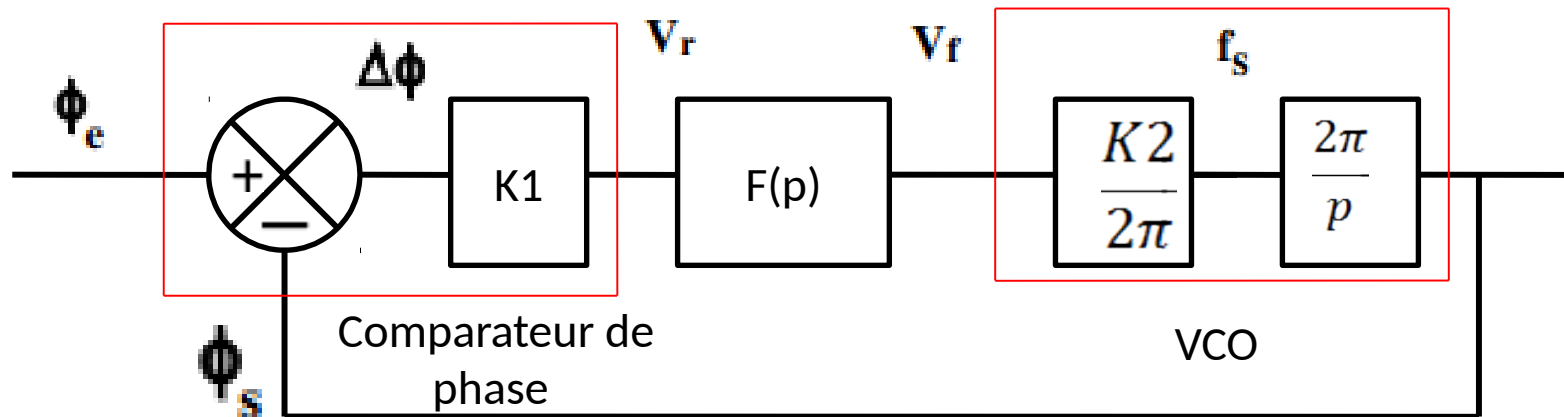 ϕe
Δϕ
Vr
Vf
fs
+
−
K1
F(p)
K2
2π
2π
p
ϕs
Comparateur de
phase
VCO